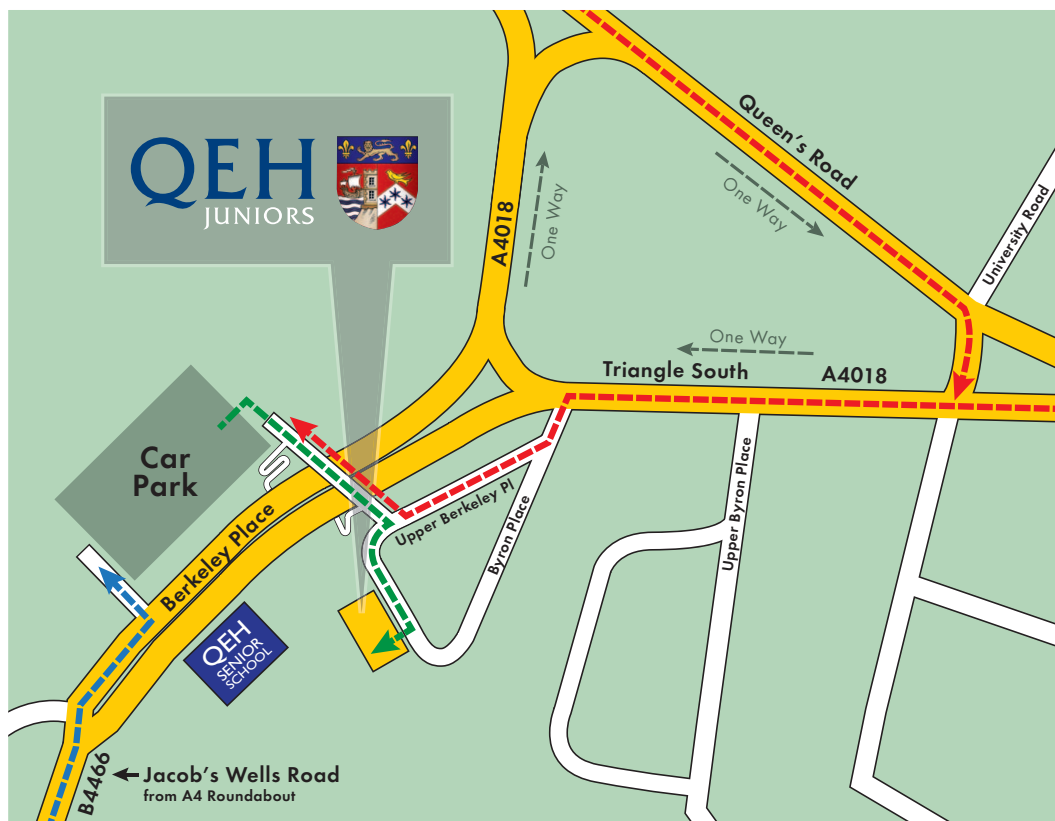 QEH
JUNIORS
Queen's Road
One Way
University Road
A4018
One Way
One Way
Triangle South
A4018
Car
Park
Upper Berkeley Pl
Byron Place
Upper Byron Place
Berkeley Place
QEH
SENIOR
SCHOOL
B4466
Jacob's Wells Road
from A4 Roundabout